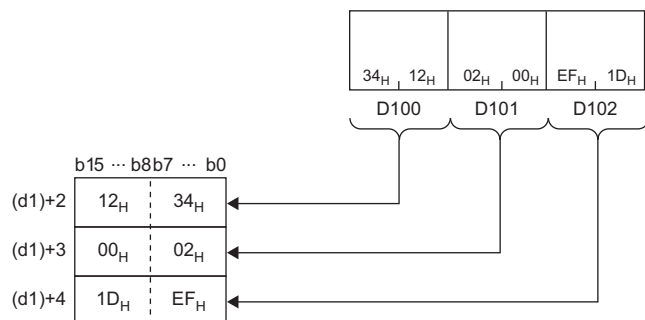 34H 12H 02H 00H EFH 1DH
D100 D101 D102
b15 ... b8b7 ... b0
(d1)+2 12H 34H
(d1)+3 00H 02H
(d1)+4 1DH EFH